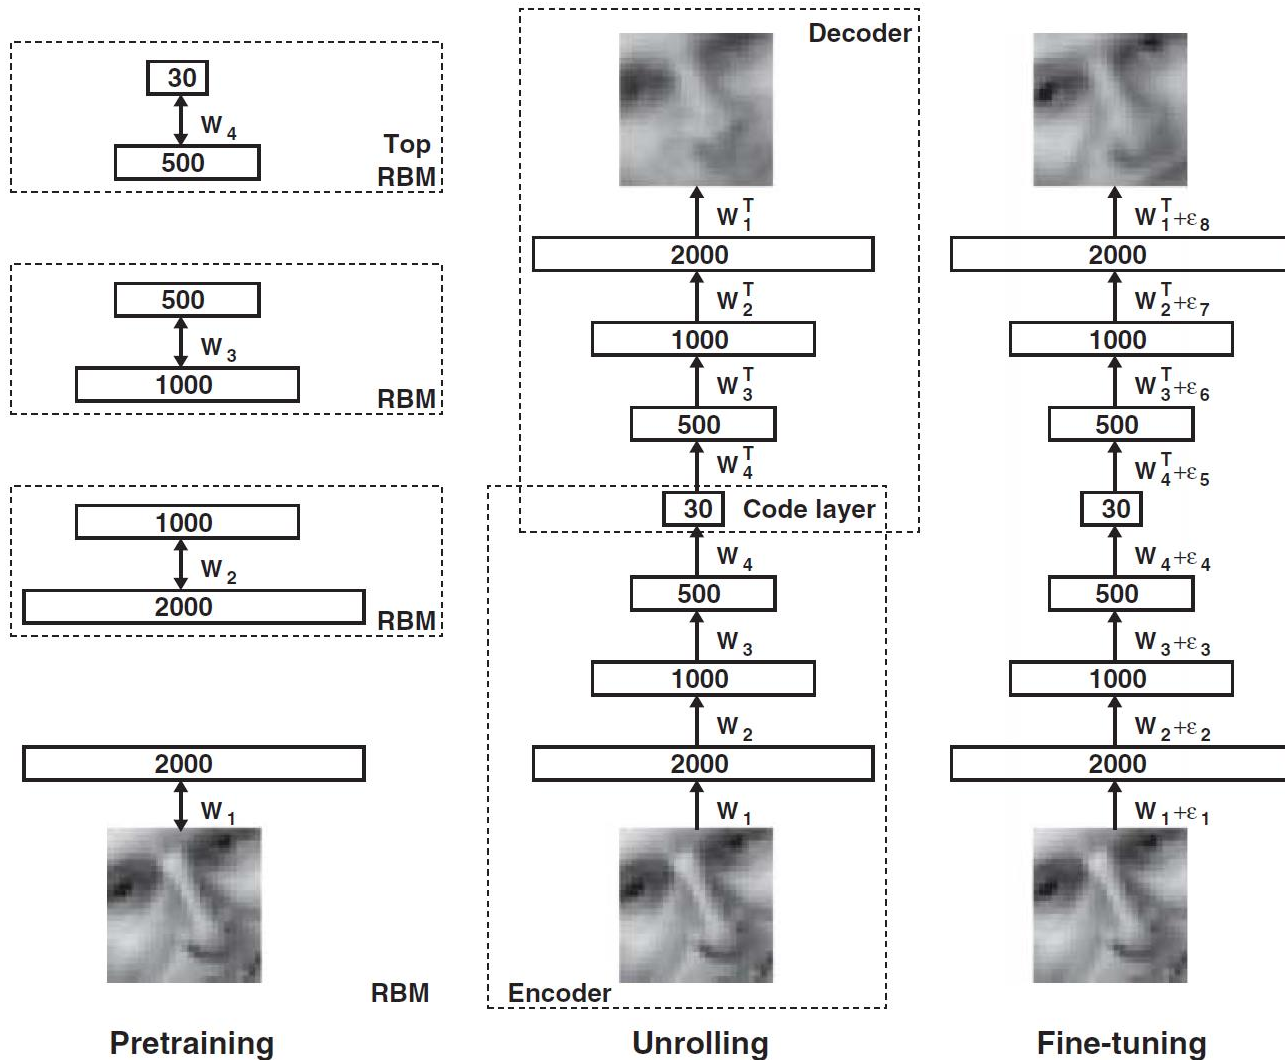 30
W4
500
Top
RBM
500
W3
1000
RBM
1000
W2
2000
RBM
2000
W1
RBM
Pretraining
Decoder
W1T
2000
W2T
1000
W3T
500
W4T
30 Code layer
W4
500
W3
1000
W2
2000
W1
Encoder
Unrolling
W1T+ε8
2000
W2T+ε7
1000
W3T+ε6
500
W4T+ε5
30
W4+ε4
500
W3+ε3
1000
W2+ε2
2000
W1+ε1
Fine-tuning